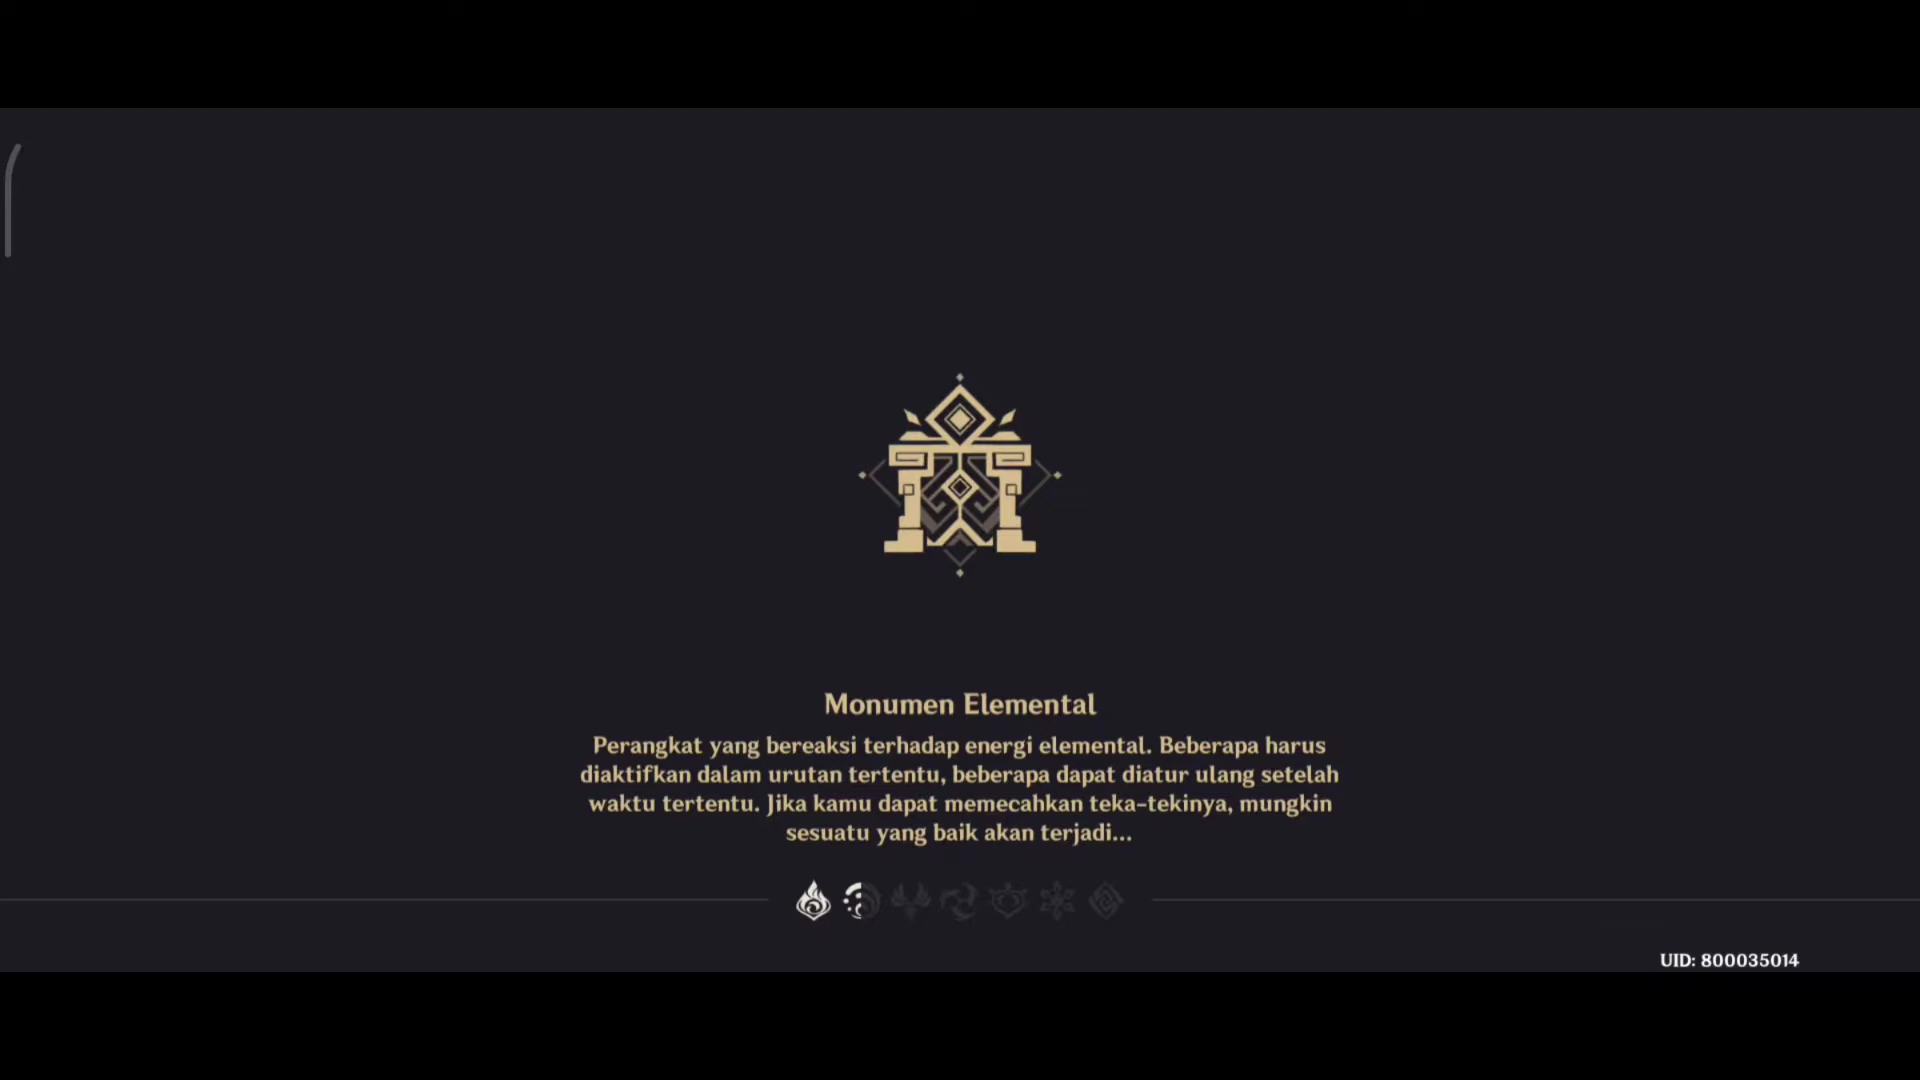 Monumen Elemental
Perangkat yang bereaksi terhadap energi elemental. Beberapa harus
diaktifkan dalam urutan tertentu, beberapa dapat diatur ulang setelah
waktu tertentu. Jika kamu dapat memecahkan teka-tekinya, mungkin
sesuatu yang baik akan terjadi...
UID: 800035014